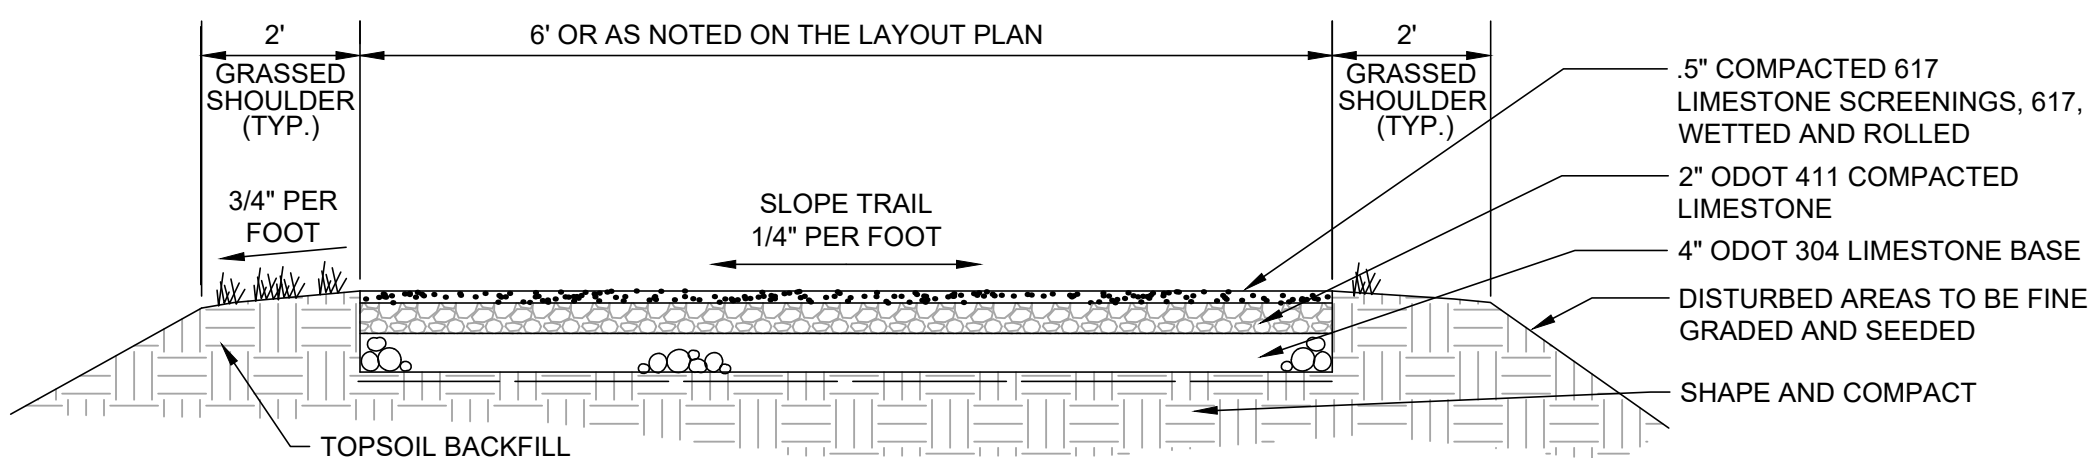 2'
6' OR AS NOTED ON THE LAYOUT PLAN
2'
GRASSED
SHOULDER
(TYP.)
GRASSED
SHOULDER
(TYP.)
3/4" PER
FOOT
SLOPE TRAIL
1/4" PER FOOT
.5" COMPACTED 617
LIMESTONE SCREENINGS, 617,
WETTED AND ROLLED
2" ODOT 411 COMPACTED
LIMESTONE
4" ODOT 304 LIMESTONE BASE
DISTURBED AREAS TO BE FINE
GRADED AND SEEDED
SHAPE AND COMPACT
TOPSOIL BACKFILL